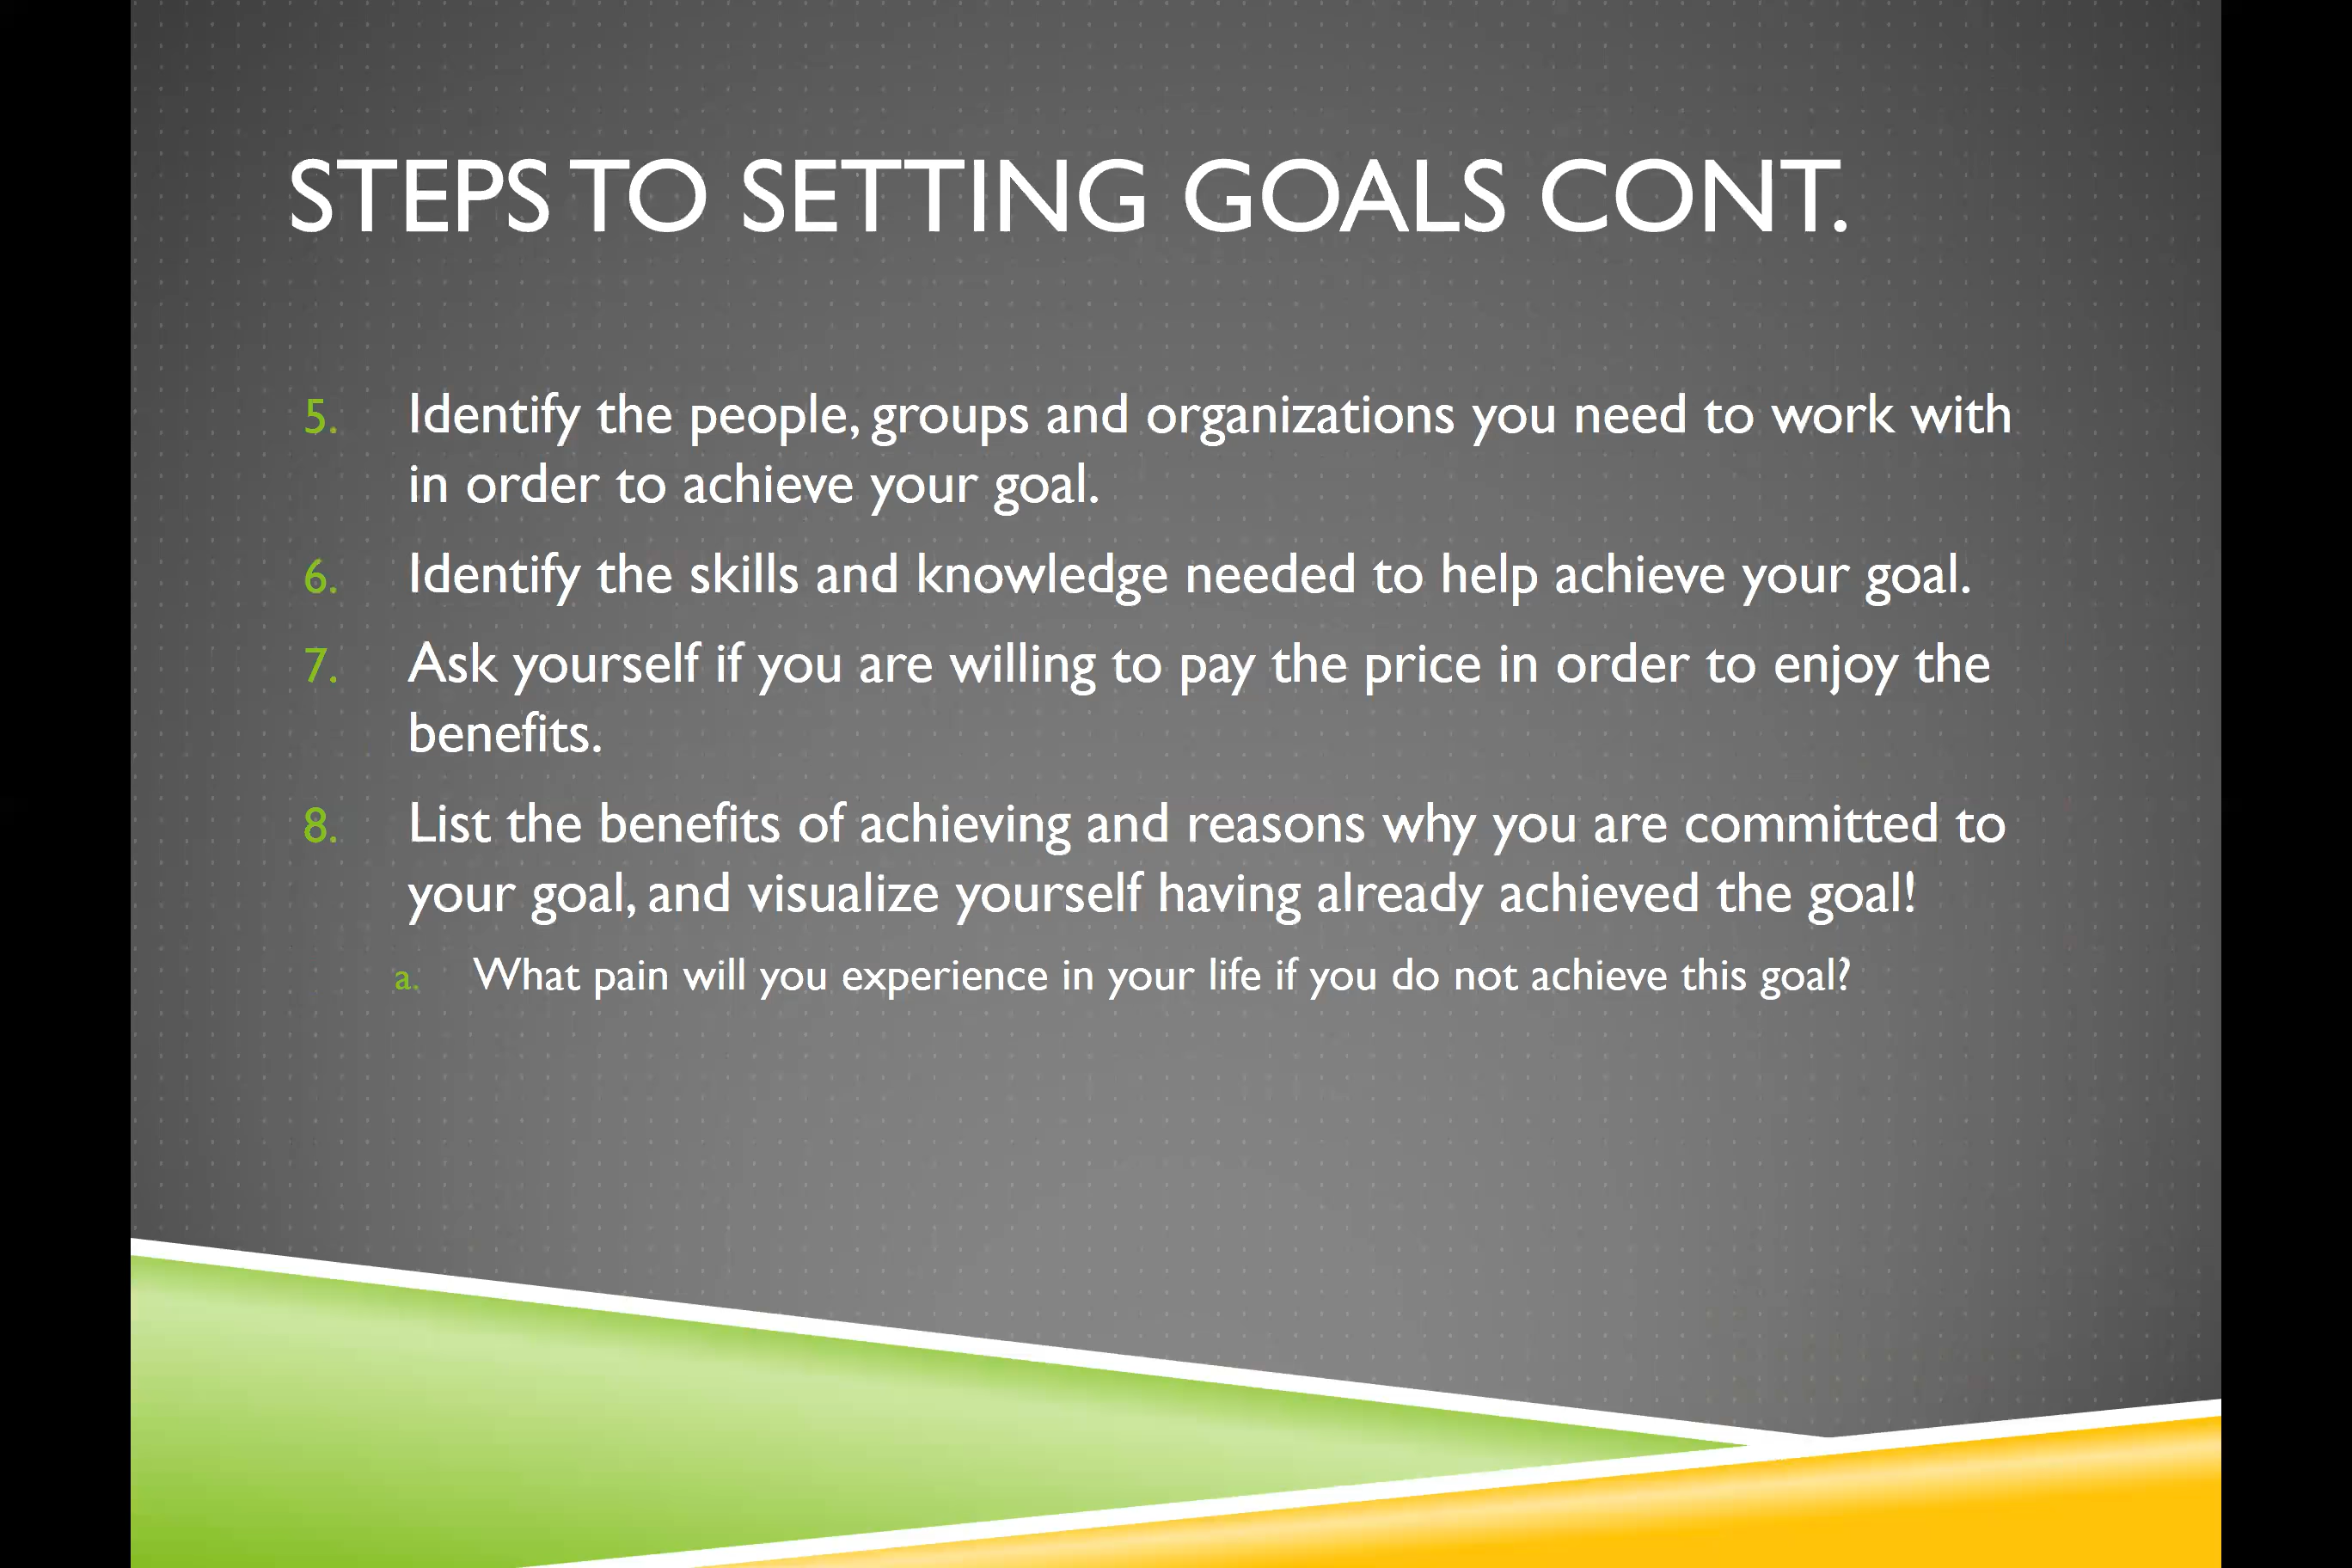 STEPS TO SETTING GOALS CONT.
5. Identify the people, groups and organizations you need to work with
in order to achieve your goal.
6. Identify the skills and knowledge needed to help achieve your goal.
7. Ask yourself if you are willing to pay the price in order to enjoy the
benefits.
8. List the benefits of achieving and reasons why you are committed to
your goal, and visualize yourself having already achieved the goal!
a. What pain will you experience in your life if you do not achieve this goal?